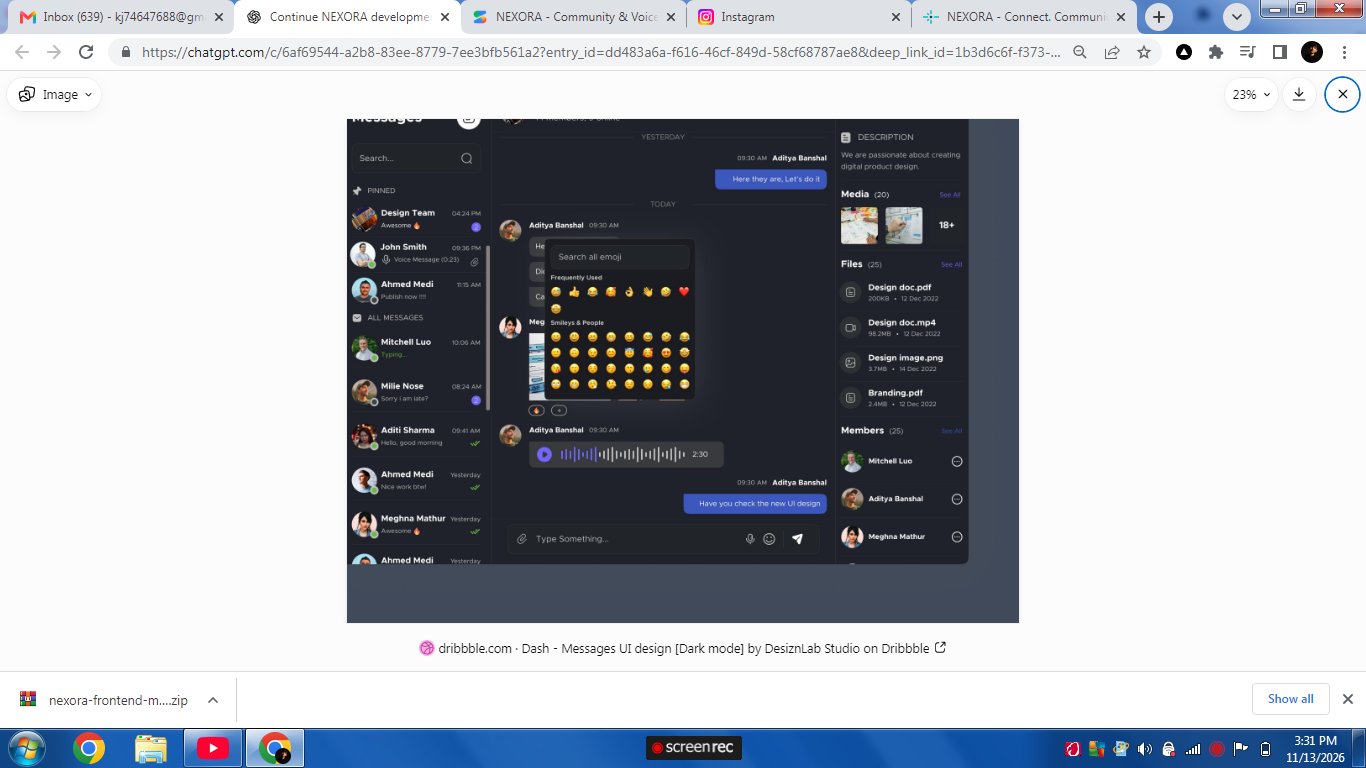 Inbox (639) - kj74647688@gm
Continue NEXORA developme
NEXORA - Community & Voice
Instagram
NEXORA - Connect. Communi
https://chatgpt.com/c/6af69544-a2b8-83ee-8779-7ee3bfb561a2?entry_id=dd483a6a-f616-46cf-849d-58cf68787ae8&deep_link_id=1b3d6c6f-f373-...
Image
23%
Messages
Search...
PINNED
Design Team 04:24 PM
Awesome 🔥 2
John Smith 09:36 PM
Voice Message (0:23)
Ahmed Medi 11:15 AM
Publish now !!!!
ALL MESSAGES
Mitchell Luo 10:06 AM
Typing...
Milie Nose 08:24 AM
Sorry i am late? 2
Aditi Sharma 09:41 AM
Hello, good morning
Ahmed Medi Yesterday
Nice work btw!
Meghna Mathur Yesterday
Awesome 🔥
Ahmed Medi Yesterday
YESTERDAY
09:30 AM Aditya Banshal
Here they are, Let's do it
TODAY
Aditya Banshal 09:30 AM
He
Did
Ca
Search all emoji
Frequently Used
Smileys & People
Meg
Aditya Banshal 09:30 AM
2:30
09:30 AM Aditya Banshal
Have you check the new UI design
Type Something...
DESCRIPTION
We are passionate about creating
digital product design.
Media (20) See All
18+
Files (25) See All
Design doc.pdf
200KB • 12 Dec 2022
Design doc.mp4
98.2MB • 12 Dec 2022
Design image.png
3.7MB • 14 Dec 2022
Branding.pdf
2.4MB • 12 Dec 2022
Members (25) See All
Mitchell Luo
Aditya Banshal
Meghna Mathur
dribbble.com · Dash - Messages UI design [Dark mode] by DesiznLab Studio on Dribbble
nexora-frontend-m....zip
Show all
screenrec
3:31 PM
11/13/2026